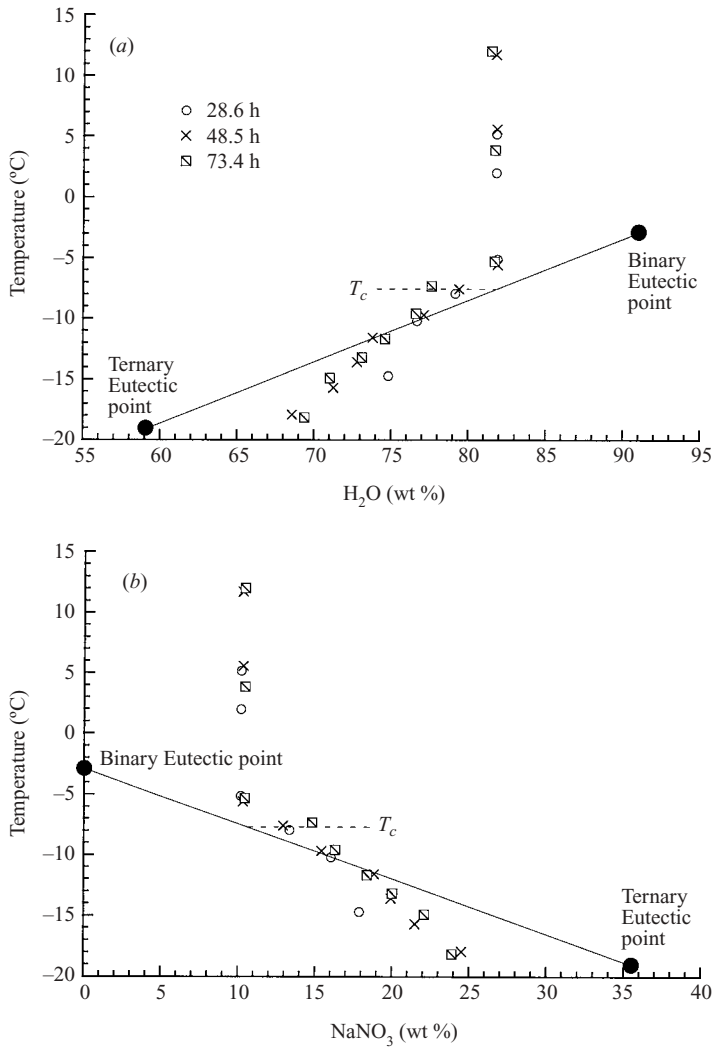 15
(a)
10
28.6 h
48.5 h
5
73.4 h
0
Temperature (ºC)
–5
Binary
Eutectic
point
Tc
–10
Ternary
Eutectic
point
–15
–20
55 60 65 70 75 80 85 90 95
H2O (wt %)
15
(b)
10
5
0
Temperature (ºC)
Binary Eutectic point
–5
Tc
–10
Ternary
Eutectic
point
–15
–20
0 5 10 15 20 25 30 35 40
NaNO3 (wt %)